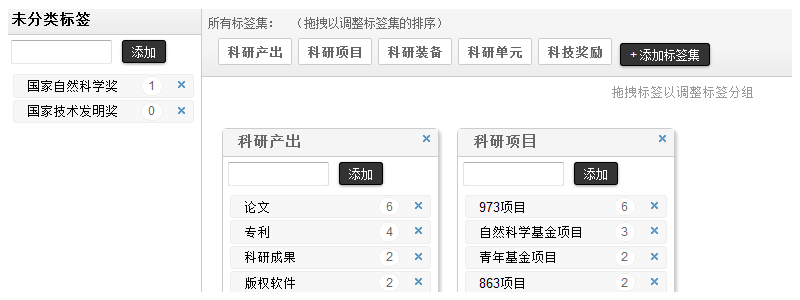 未分类标签
添加
国家自然科学奖 1 ×
国家技术发明奖 0 ×
所有标签集： （拖拽以调整标签集的排序）
科研产出 科研项目 科研装备 科研单元 科技奖励 +添加标签集
拖拽标签以调整标签分组
科研产出 ×
添加
论文 6 ×
专利 4 ×
科研成果 2 ×
版权软件 2 ×
科研项目 ×
添加
973项目 6 ×
自然科学基金项目 3 ×
青年基金项目 2 ×
863项目 2 ×